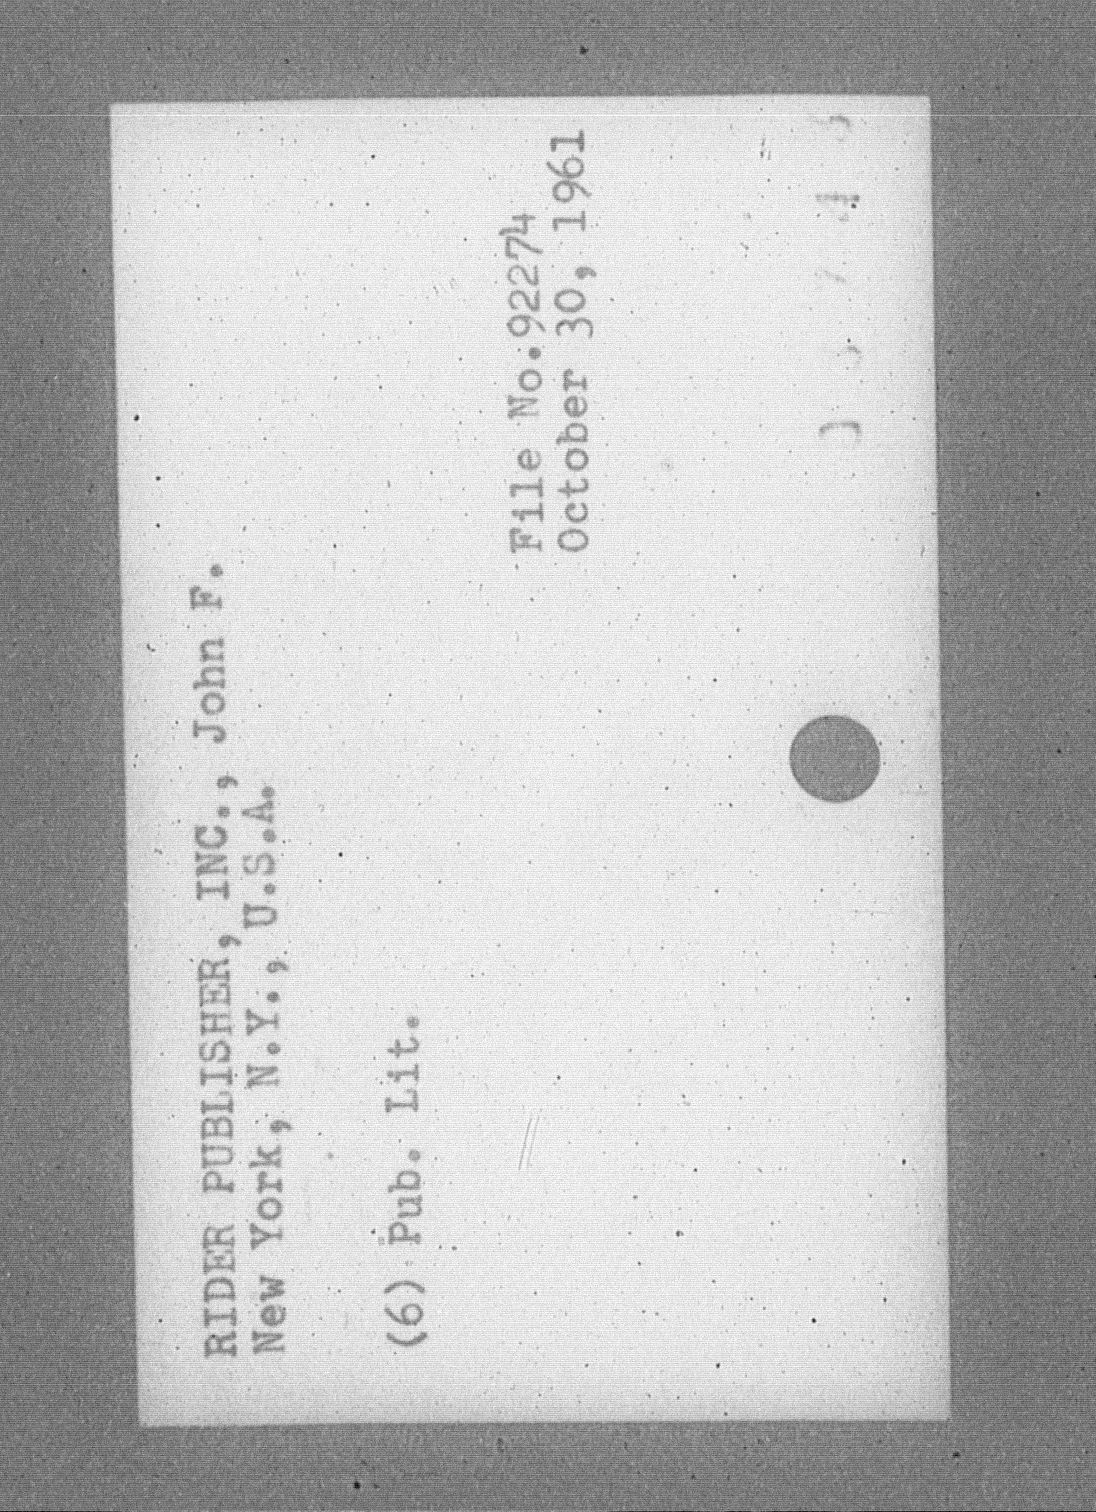 RIDER PUBLISHER, INC., John F.
New York, N.Y., U.S.A.
(6) Pub. Lit.
File No.92274
October 30, 1961